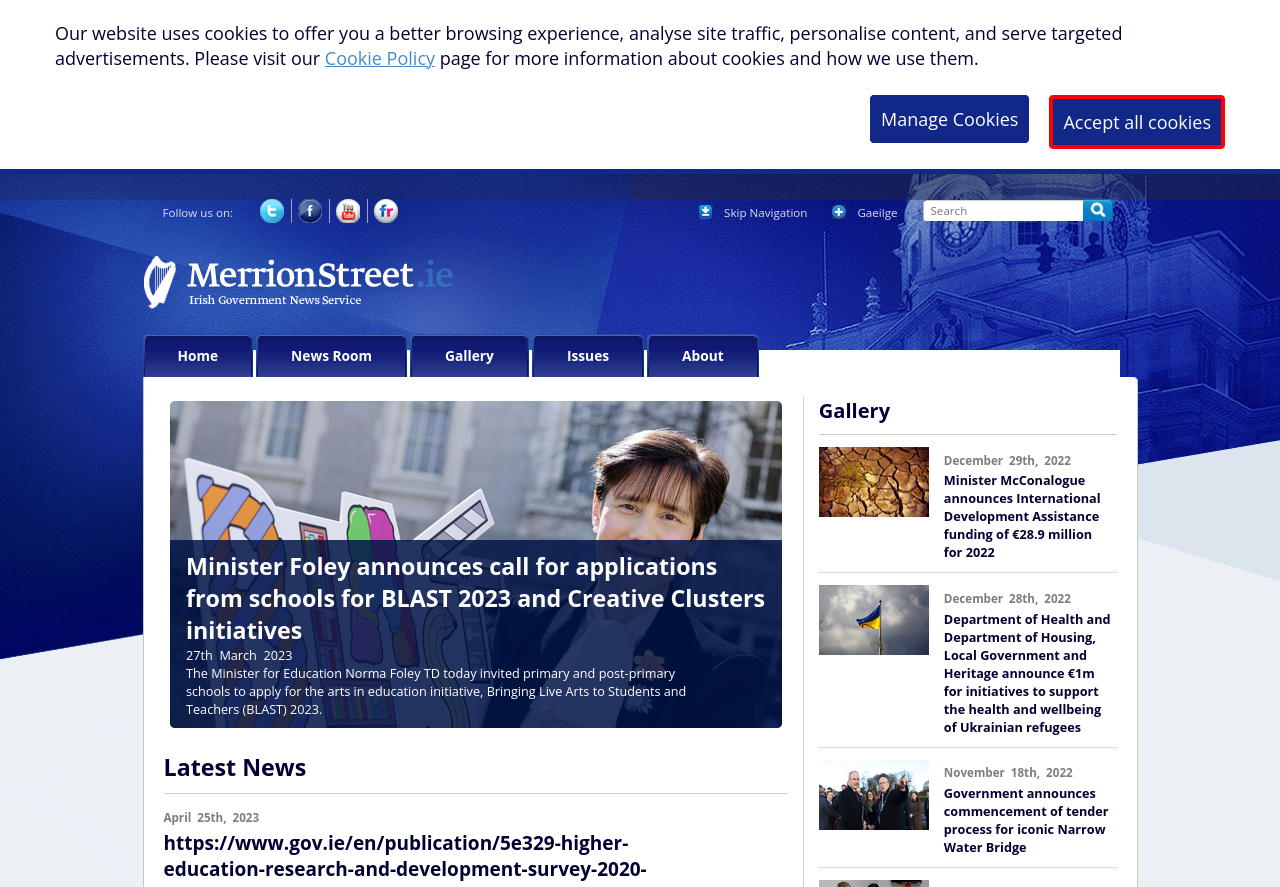 Our website uses cookies to offer you a better browsing experience, analyse site traffic, personalise content, and serve targeted
advertisements. Please visit our Cookie Policy page for more information about cookies and how we use them.
Manage Cookies
Accept all cookies
Follow us on:
You
Tube
fr
Skip Navigation
Gaeilge
Search
MerrionStreet.ie
Irish Government News Service
Home
News Room
Gallery
Issues
About
Minister Foley announces call for applications
from schools for BLAST 2023 and Creative Clusters
initiatives
27th March 2023
The Minister for Education Norma Foley TD today invited primary and post-primary
schools to apply for the arts in education initiative, Bringing Live Arts to Students and
Teachers (BLAST) 2023.
Latest News
April 25th, 2023
https://www.gov.ie/en/publication/5e329-higher-
education-research-and-development-survey-2020-
Gallery
December 29th, 2022
Minister McConalogue
announces International
Development Assistance
funding of €28.9 million
for 2022
December 28th, 2022
Department of Health and
Department of Housing,
Local Government and
Heritage announce €1m
for initiatives to support
the health and wellbeing
of Ukrainian refugees
November 18th, 2022
Government announces
commencement of tender
process for iconic Narrow
Water Bridge